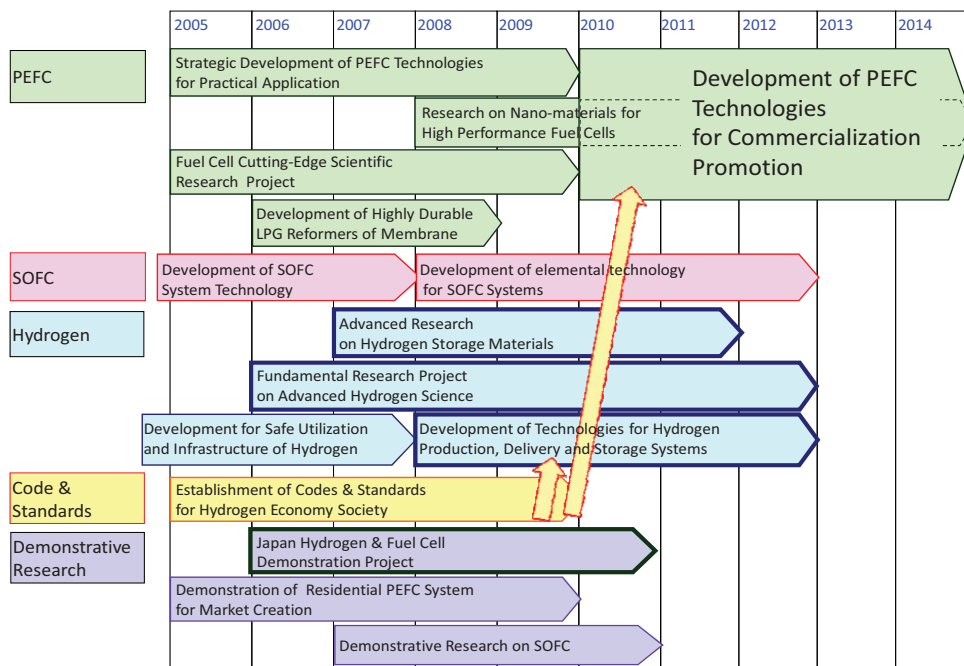 2005 2006 2007 2008 2009 2010 2011 2012 2013 2014
PEFC
Strategic Development of PEFC Technologies
for Practical Application
Development of PEFC
Technologies
for Commercialization
Promotion
Research on Nano-materials for
High Performance Fuel Cells
Fuel Cell Cutting-Edge Scientific
Research Project
Development of Highly Durable
LPG Reformers of Membrane
SOFC
Development of SOFC
System Technology
Development of elemental technology
for SOFC Systems
Hydrogen
Advanced Research
on Hydrogen Storage Materials
Fundamental Research Project
on Advanced Hydrogen Science
Development for Safe Utilization
and Infrastructure of Hydrogen
Development of Technologies for Hydrogen
Production, Delivery and Storage Systems
Code &
Standards
Establishment of Codes & Standards
for Hydrogen Economy Society
Demonstrative
Research
Japan Hydrogen & Fuel Cell
Demonstration Project
Demonstration of Residential PEFC System
for Market Creation
Demonstrative Research on SOFC